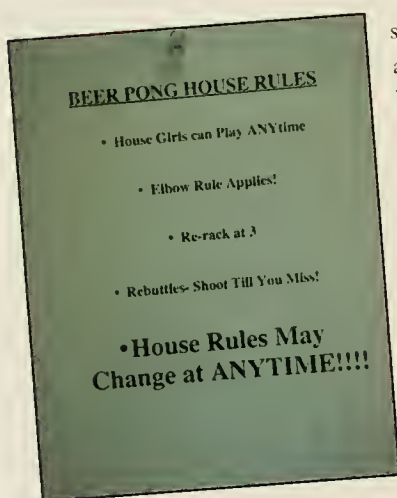 BEER PONG HOUSE RULES
• House Girls can Play ANYtime
• Elbow Rule Applies!
• Re-rack at 3
• Rebuttles- Shoot Till You Miss!
•House Rules May
Change at ANYTIME!!!!